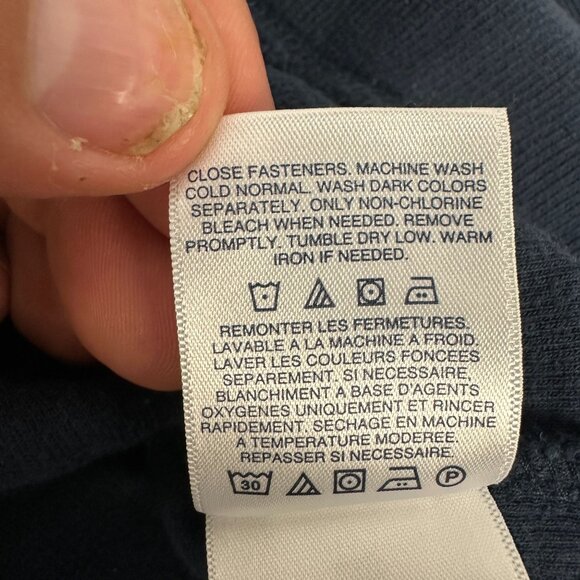 CLOSE FASTENERS. MACHINE WASH
COLD NORMAL. WASH DARK COLORS
SEPARATELY. ONLY NON-CHLORINE
BLEACH WHEN NEEDED. REMOVE
PROMPTLY. TUMBLE DRY LOW. WARM
IRON IF NEEDED.
REMONTER LES FERMETURES.
LAVABLE A LA MACHINE A FROID.
LAVER LES COULEURS FONCEES
SEPAREMENT. SI NECESSAIRE,
BLANCHIMENT A BASE D'AGENTS
OXYGENES UNIQUEMENT ET RINCER
RAPIDEMENT. SECHAGE EN MACHINE
A TEMPERATURE MODEREE.
REPASSER SI NECESSAIRE.
30 P